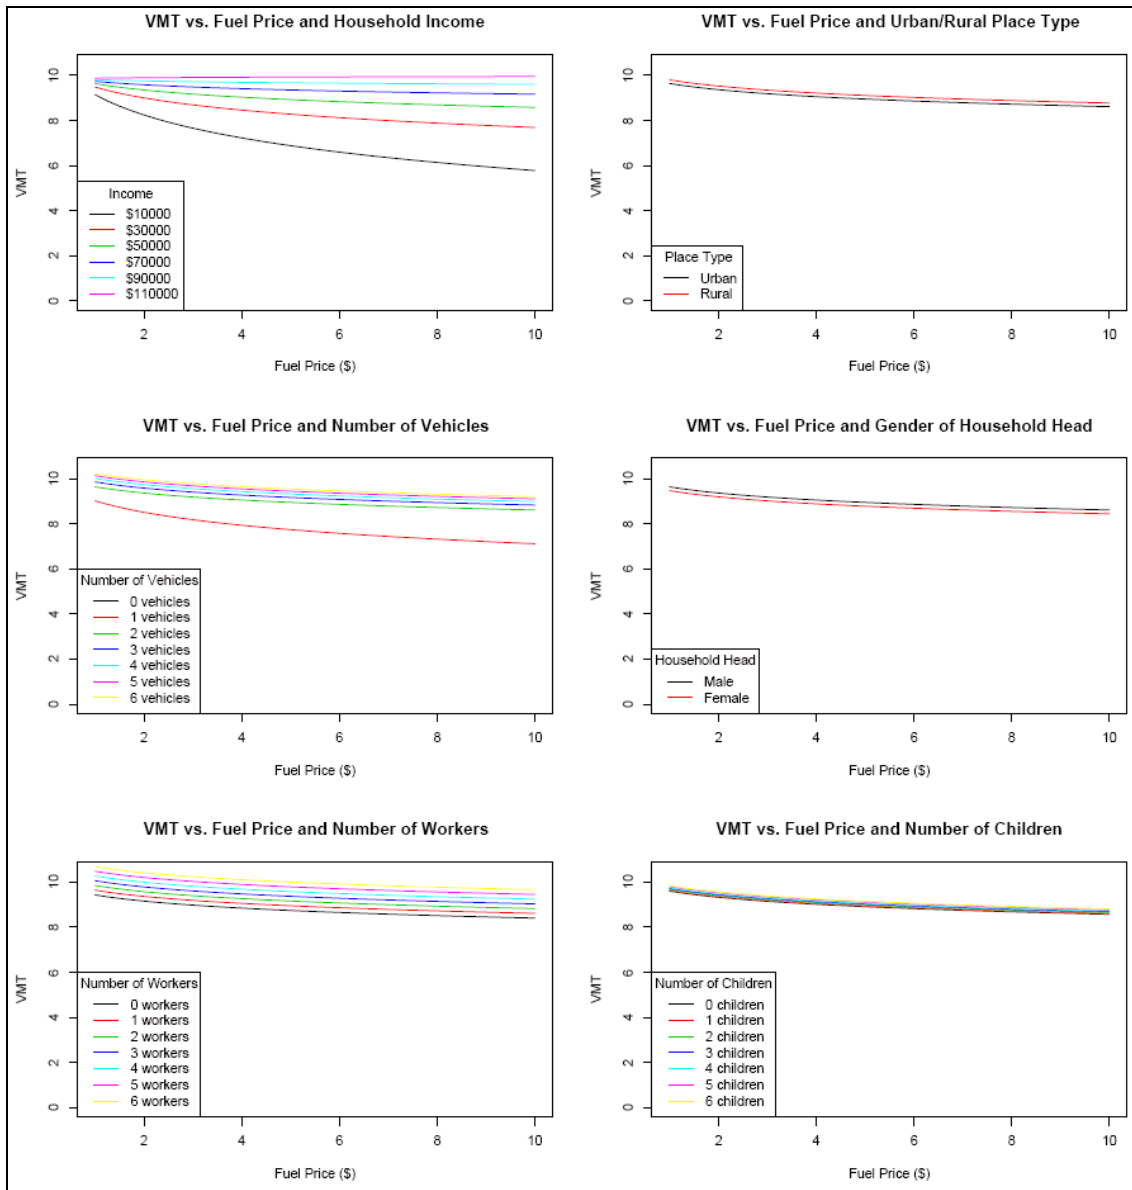 VMT vs. Fuel Price and Household Income
VMT
10
8
6
4
2
0
Income
$10000
$30000
$50000
$70000
$90000
$110000
2 4 6 8 10
Fuel Price ($)
VMT vs. Fuel Price and Urban/Rural Place Type
VMT
10
8
6
4
2
0
Place Type
Urban
Rural
2 4 6 8 10
Fuel Price ($)
VMT vs. Fuel Price and Number of Vehicles
VMT
10
8
6
4
2
0
Number of Vehicles
0 vehicles
1 vehicles
2 vehicles
3 vehicles
4 vehicles
5 vehicles
6 vehicles
2 4 6 8 10
Fuel Price ($)
VMT vs. Fuel Price and Gender of Household Head
VMT
10
8
6
4
2
0
Household Head
Male
Female
2 4 6 8 10
Fuel Price ($)
VMT vs. Fuel Price and Number of Workers
VMT
10
8
6
4
2
0
Number of Workers
0 workers
1 workers
2 workers
3 workers
4 workers
5 workers
6 workers
2 4 6 8 10
Fuel Price ($)
VMT vs. Fuel Price and Number of Children
VMT
10
8
6
4
2
0
Number of Children
0 children
1 children
2 children
3 children
4 children
5 children
6 children
2 4 6 8 10
Fuel Price ($)